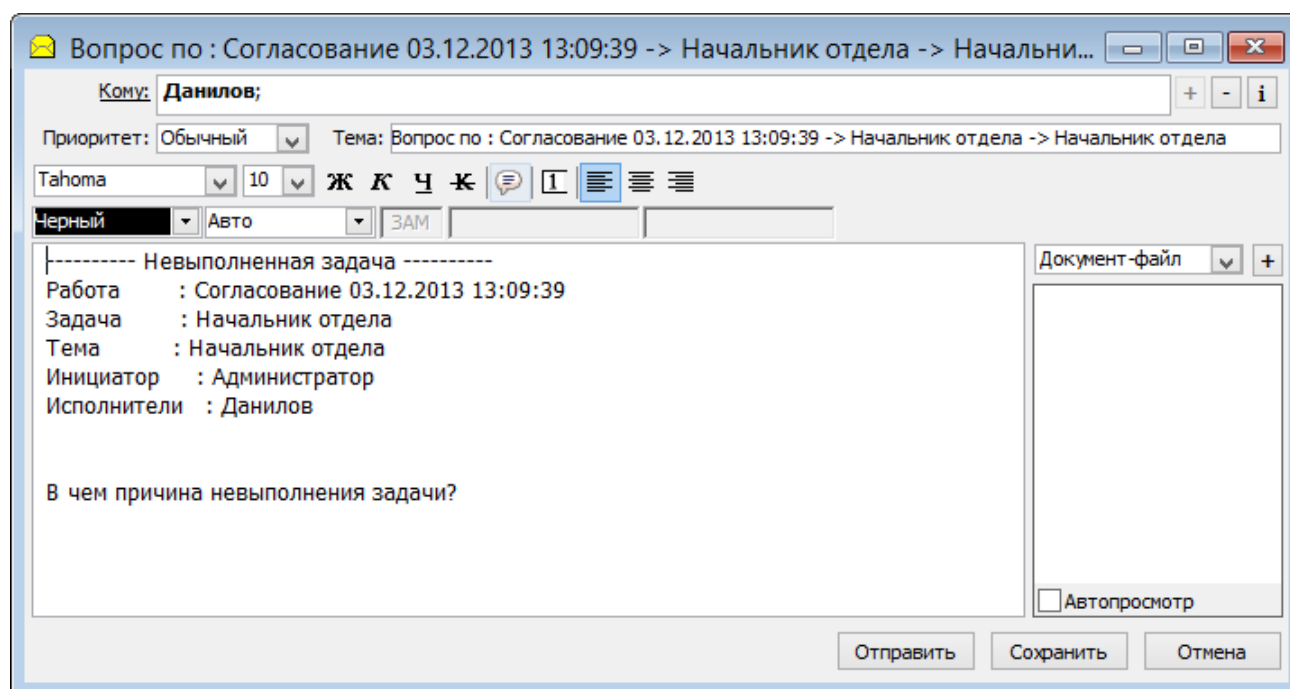 Вопрос по : Согласование 03.12.2013 13:09:39 -> Начальник отдела -> Начальни...
Кому: Данилов; + - i
Приоритет: Обычный Тема: Вопрос по : Согласование 03.12.2013 13:09:39 -> Начальник отдела -> Начальник отдела
Tahoma 10 Ж К Ч К 1
Черный Авто ЗАМ
---------- Невыполненная задача ----------
Документ-файл +
Работа : Согласование 03.12.2013 13:09:39
Задача : Начальник отдела
Тема : Начальник отдела
Инициатор : Администратор
Исполнители : Данилов
В чем причина невыполнения задачи?
Автопросмотр
Отправить Сохранить Отмена